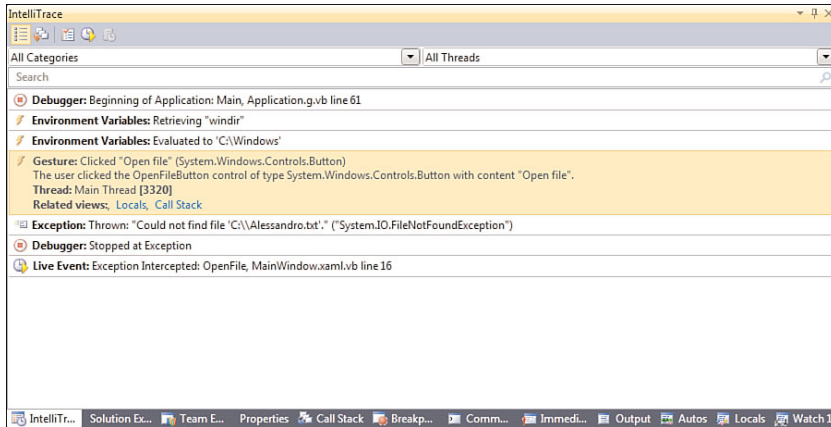 IntelliTrace
All Categories
All Threads
Search
Debugger: Beginning of Application: Main, Application.g.vb line 61
Environment Variables: Retrieving "windir"
Environment Variables: Evaluated to 'C:\Windows'
Gesture: Clicked "Open file" (System.Windows.Controls.Button)
The user clicked the OpenFileButton control of type System.Windows.Controls.Button with content "Open file".
Thread: Main Thread [3320]
Related views:, Locals, Call Stack
Exception: Thrown: "Could not find file 'C:\\Alessandro.txt'." ("System.IO.FileNotFoundException")
Debugger: Stopped at Exception
Live Event: Exception Intercepted: OpenFile, MainWindow.xaml.vb line 16
IntelliTr... Solution Ex... Team E... Properties Call Stack Breakp... Comm... Immedi... Output Autos Locals Watch 1